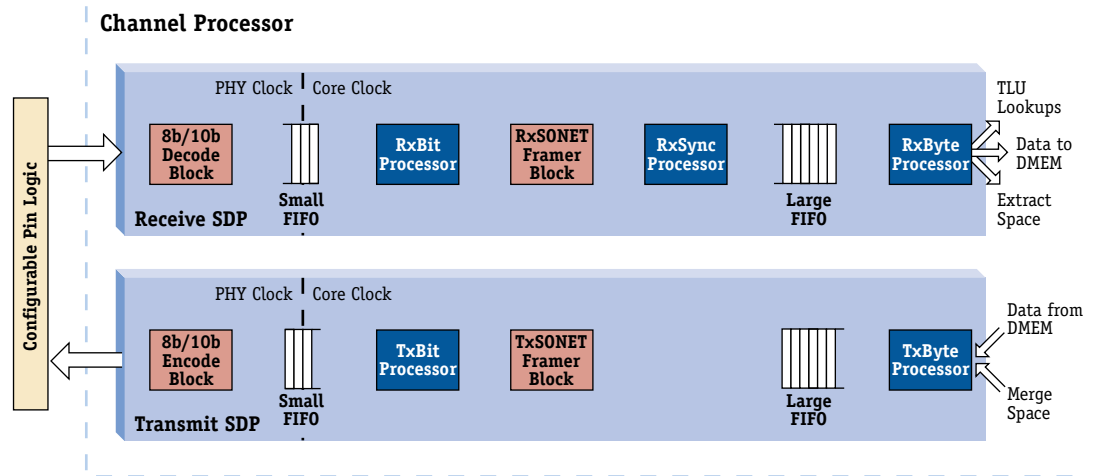 Channel Processor
Configurable Pin Logic
PHY Clock
Core Clock
8b/10b
Decode
Block
Small
FIFO
RxBit
Processor
RxSONET
Framer
Block
RxSync
Processor
Large
FIFO
RxByte
Processor
TLU
Lookups
Data to
DMEM
Extract
Space
Receive SDP
PHY Clock
Core Clock
8b/10b
Encode
Block
Small
FIFO
TxBit
Processor
TxSONET
Framer
Block
Large
FIFO
TxByte
Processor
Data from
DMEM
Merge
Space
Transmit SDP